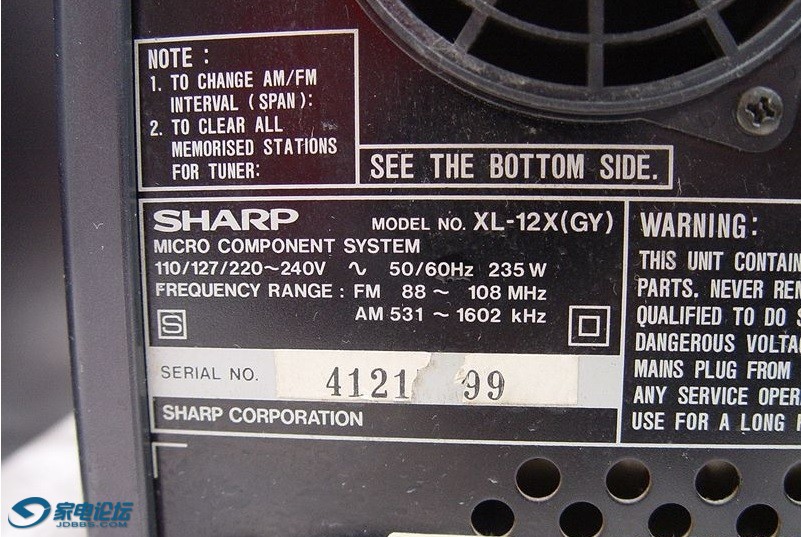 NOTE :
1. TO CHANGE AM/FM
INTERVAL (SPAN):
2. TO CLEAR ALL
MEMORISED STATIONS
FOR TUNER:
SEE THE BOTTOM SIDE.
SHARP MODEL NO. XL-12X(GY)
MICRO COMPONENT SYSTEM
110/127/220~240V ∿ 50/60Hz 235W
FREQUENCY RANGE : FM 88 ~ 108 MHz
AM 531 ~ 1602 kHz
S
SERIAL NO. 4121 99
SHARP CORPORATION
WARNING:
THIS UNIT CONTAIN
PARTS. NEVER REM
QUALIFIED TO DO S
DANGEROUS VOLTA
MAINS PLUG FROM
ANY SERVICE OPER
USE FOR A LONG
家电论坛
JDBBS.COM